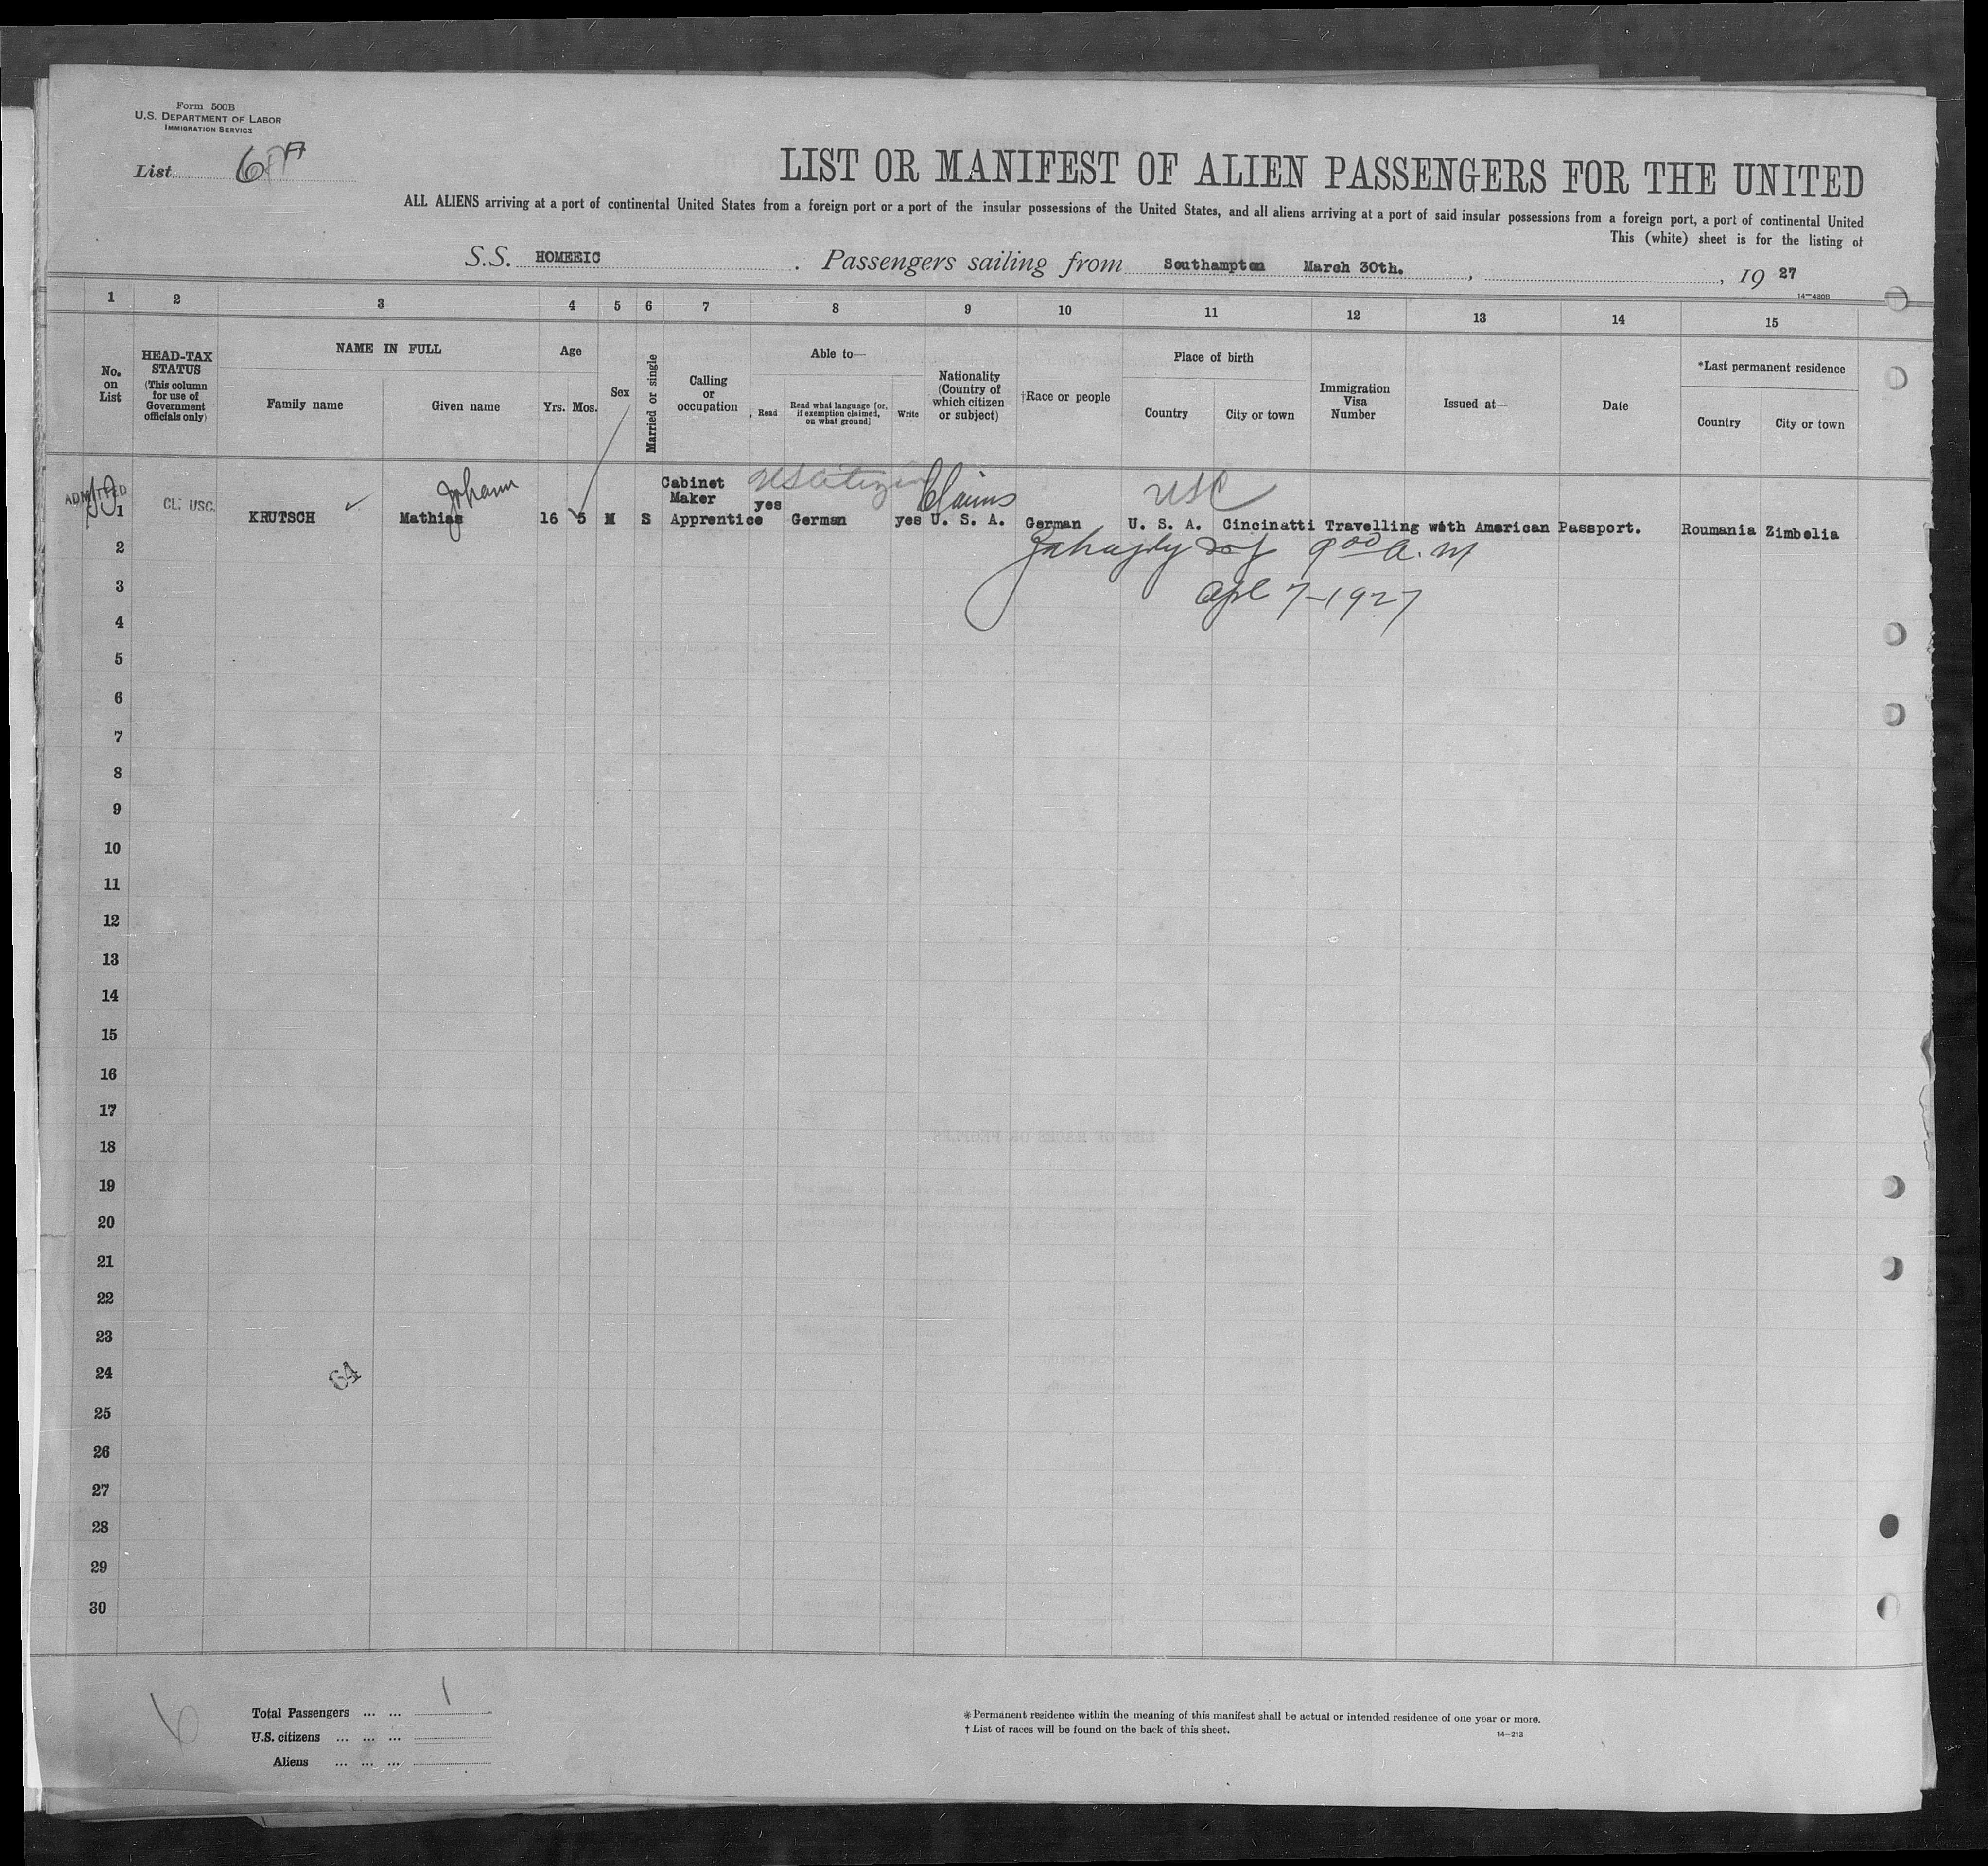 Form 500B
U.S. DEPARTMENT OF LABOR
IMMIGRATION SERVICE
List 6 A
LIST OR MANIFEST OF ALIEN PASSENGERS FOR THE UNITED
ALL ALIENS arriving at a port of continental United States from a foreign port or a port of the insular possessions of the United States, and all aliens arriving at a port of said insular possessions from a foreign port, a port of continental United
This (white) sheet is for the listing of
S.S. HOMERIC . Passengers sailing from Southampton March 30th. , , 19 27
14—430B
1 2 3 4 5 6 7 8 9 10 11 12 13 14 15
No. on List
HEAD-TAX STATUS
(This column for use of Government officials only)
NAME IN FULL
Family name
Given name
Age
Yrs. Mos.
Sex
Married or single
Calling or occupation
Able to—
Read
Read what language [or, if exemption claimed, on what ground]
Write
Nationality (Country of which citizen or subject)
†Race or people
Place of birth
Country
City or town
Immigration Visa Number
Issued at—
Date
*Last permanent residence
Country
City or town
ADMITTED
CL: USC.
Johann
US Citizen
Claims
USC
Cabinet
Maker yes
1 KRUTSCH Mathias 16 5 M S Apprentice German yes U. S. A. German U. S. A. Cincinatti Travelling with American Passport. Roumania Zimbolia
2
9 00 A. M
3
Apl 7-1927
4
5
6
7
8
9
10
11
12
13
14
15
16
17
18
19
20
21
22
23
24
64
25
26
27
28
29
30
6
Total Passengers ... ... 1
U.S. citizens ... ... ...
Aliens ... ... ...
*Permanent residence within the meaning of this manifest shall be actual or intended residence of one year or more.
†List of races will be found on the back of this sheet.
14—213